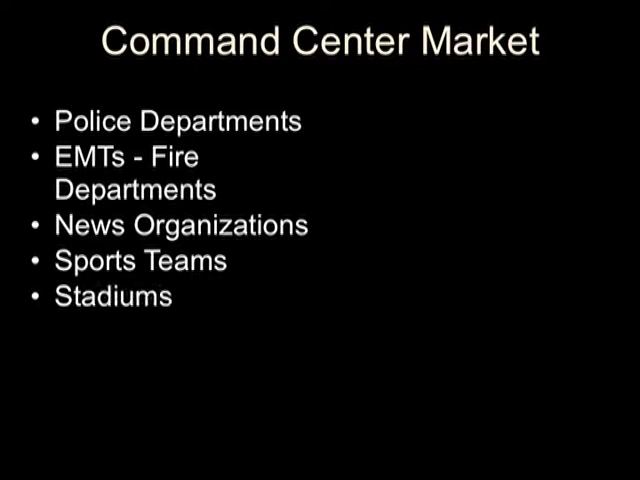 Command Center Market
• Police Departments
• EMTs - Fire
Departments
• News Organizations
• Sports Teams
• Stadiums